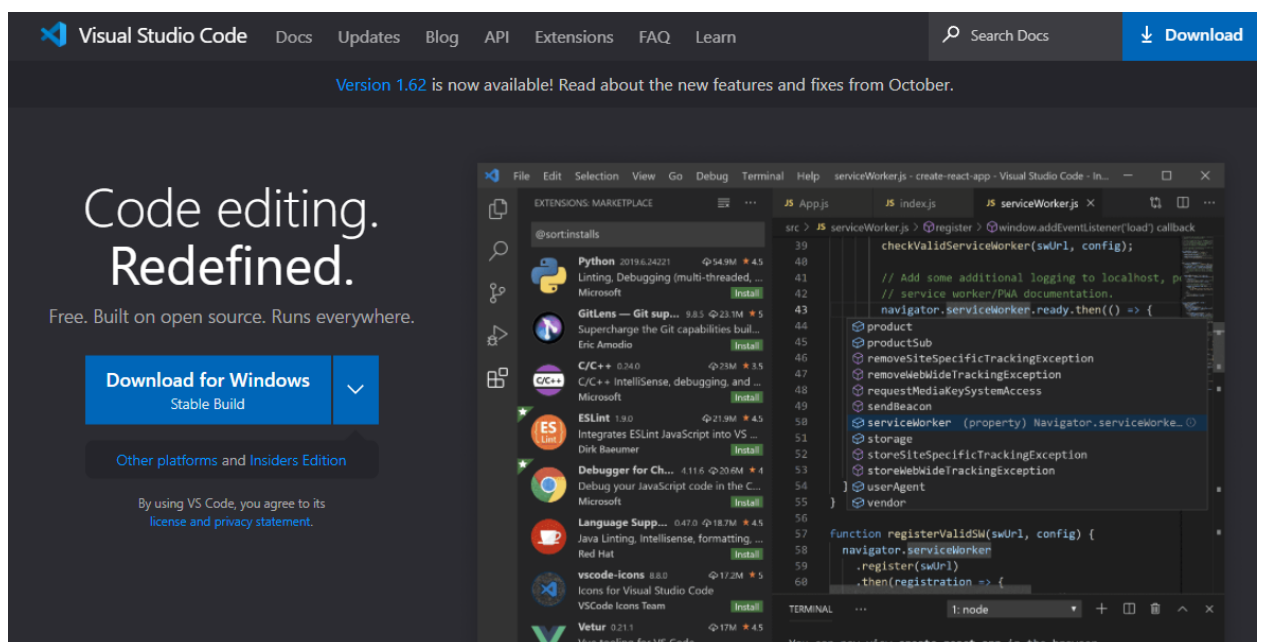 Visual Studio Code Docs Updates Blog API Extensions FAQ Learn Search Docs Download
Version 1.62 is now available! Read about the new features and fixes from October.
Code editing.
Redefined.
Free. Built on open source. Runs everywhere.
Download for Windows
Stable Build
Other platforms and Insiders Edition
By using VS Code, you agree to its
license and privacy statement.
File Edit Selection View Go Debug Terminal Help serviceWorker.js - create-react-app - Visual Studio Code - In...
EXTENSIONS: MARKETPLACE
@sort:installs
Python 2019.6.24221 54.9M ★ 4.5
Linting, Debugging (multi-threaded, ...
Microsoft Install
GitLens — Git sup... 9.8.5 23.1M ★ 5
Supercharge the Git capabilities buil...
Eric Amodio Install
C/C++ 0.24.0 23M ★ 3.5
C/C++ C/C++ IntelliSense, debugging, and ...
Microsoft Install
ESLint 1.9.0 21.9M ★ 4.5
ES Lint Integrates ESLint JavaScript into VS ...
Dirk Baeumer Install
Debugger for Ch... 4.11.6 20.6M ★ 4
Debug your JavaScript code in the C...
Microsoft Install
Language Supp... 0.47.0 18.7M ★ 4.5
Java Linting, Intellisense, formatting, ...
Red Hat Install
vscode-icons 8.8.0 17.2M ★ 5
Icons for Visual Studio Code
VSCode Icons Team Install
Vetur 0.21.1 17M ★ 4.5
JS App.js JS index.js JS serviceWorker.js ×
src > JS serviceWorker.js > register > window.addEventListener('load') callback
39 checkValidServiceWorker(swUrl, config);
40
41 // Add some additional logging to localhost, p
42 // service worker/PWA documentation.
43 navigator.serviceWorker.ready.then(() => {
44 product
45 productSub
46 removeSiteSpecificTrackingException
47 removeWebWideTrackingException
48 requestMediaKeySystemAccess
49 sendBeacon
50 serviceWorker (property) Navigator.serviceWorke...
51 storage
52 storeSiteSpecificTrackingException
53 storeWebWideTrackingException
54 } userAgent
55 } vendor
56
57 function registerValidSW(swUrl, config) {
58 navigator.serviceWorker
59 .register(swUrl)
60 .then(registration => {
TERMINAL ... 1: node